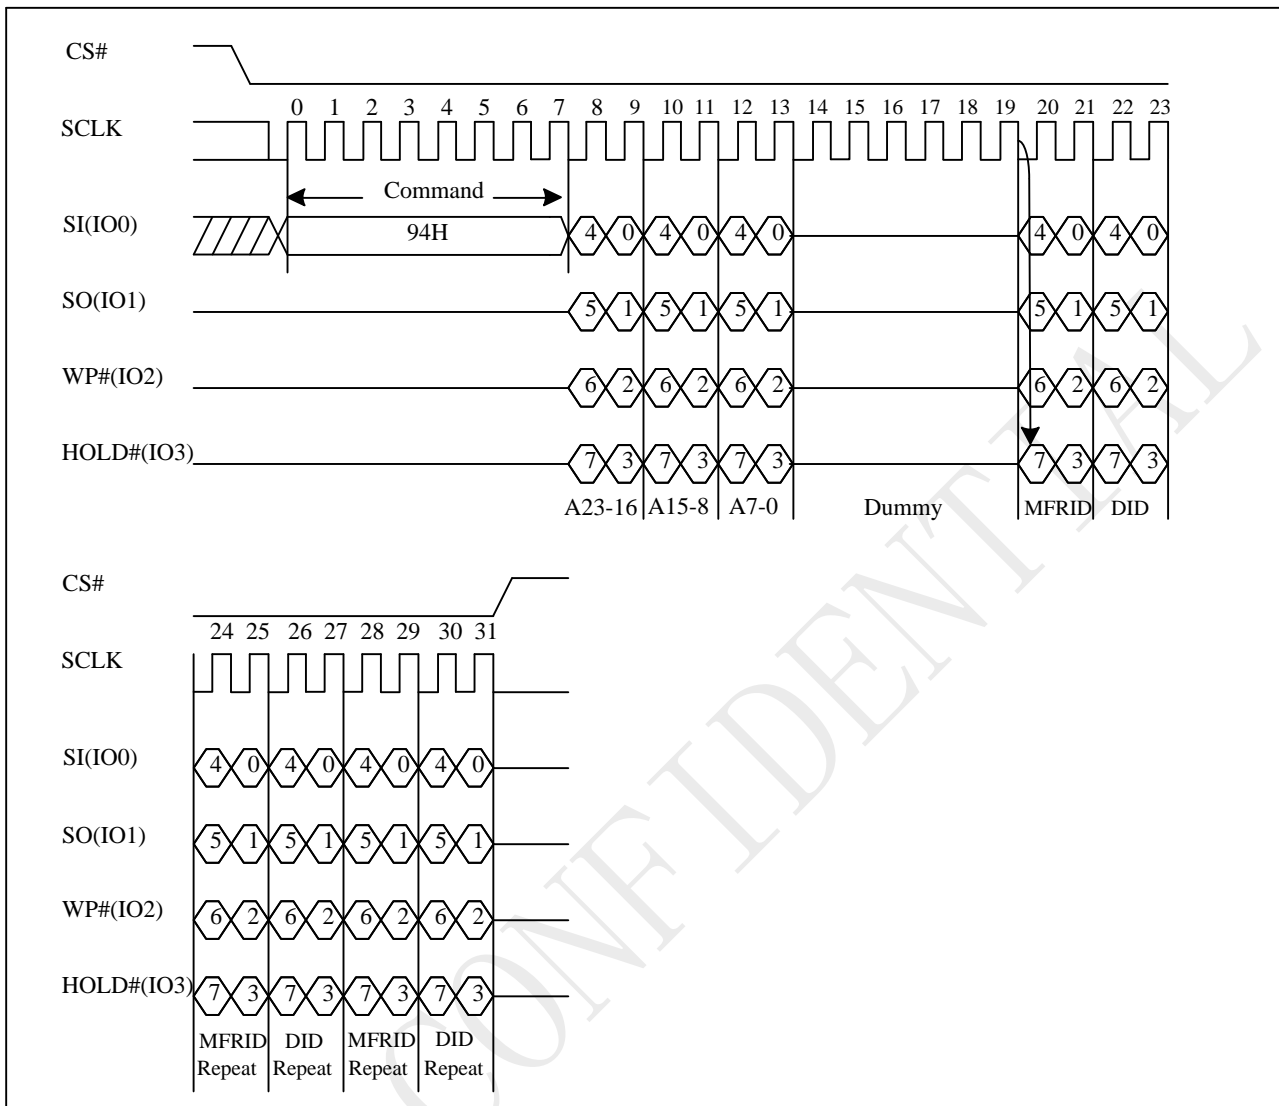 CS#
0 1 2 3 4 5 6 7 8 9 10 11 12 13 14 15 16 17 18 19 20 21 22 23
SCLK
Command
SI(IO0) 94H 4 0 4 0 4 0 4 0 4 0
SO(IO1) 5 1 5 1 5 1 5 1 5 1
WP#(IO2) 6 2 6 2 6 2 6 2 6 2
HOLD#(IO3) 7 3 7 3 7 3 7 3 7 3
A23-16 A15-8 A7-0 Dummy MFRID DID
CS#
24 25 26 27 28 29 30 31
SCLK
SI(IO0) 4 0 4 0 4 0 4 0
SO(IO1) 5 1 5 1 5 1 5 1
WP#(IO2) 6 2 6 2 6 2 6 2
HOLD#(IO3) 7 3 7 3 7 3 7 3
MFRID DID MFRID DID
Repeat Repeat Repeat Repeat
CONFIDENTIAL